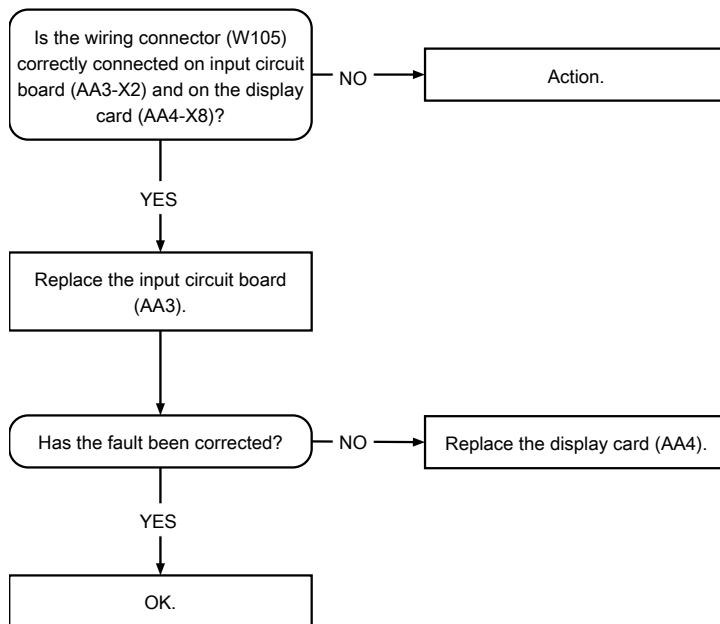 Is the wiring connector (W105)
correctly connected on input circuit
board (AA3-X2) and on the display
card (AA4-X8)?
NO
Action.
YES
Replace the input circuit board
(AA3).
Has the fault been corrected?
NO
Replace the display card (AA4).
YES
OK.